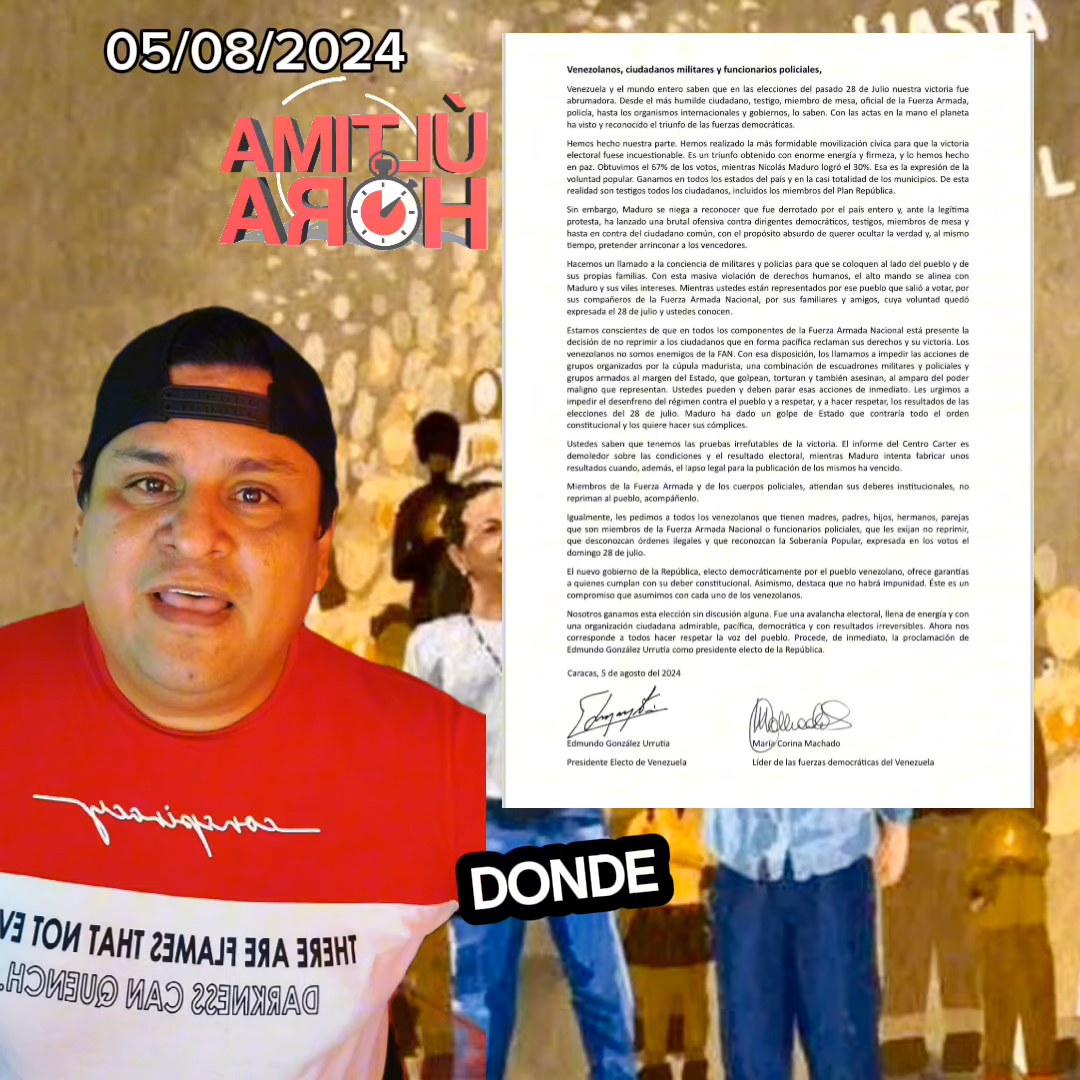 05/08/2024
ÙLTIMA
HORA
HASTA
L
Venezolanos, ciudadanos militares y funcionarios policiales,
Venezuela y el mundo entero saben que en las elecciones del pasado 28 de Julio nuestra victoria fue
abrumadora. Desde el más humilde ciudadano, testigo, miembro de mesa, oficial de la Fuerza Armada,
policía, hasta los organismos internacionales y gobiernos, lo saben. Con las actas en la mano el planeta
ha visto y reconocido el triunfo de las fuerzas democráticas.
Hemos hecho nuestra parte. Hemos realizado la más formidable movilización cívica para que la victoria
electoral fuese incuestionable. Es un triunfo obtenido con enorme energía y firmeza, y lo hemos hecho
en paz. Obtuvimos el 67% de los votos, mientras Nicolás Maduro logró el 30%. Esa es la expresión de la
voluntad popular. Ganamos en todos los estados del país y en la casi totalidad de los municipios. De esta
realidad son testigos todos los ciudadanos, incluidos los miembros del Plan República.
Sin embargo, Maduro se niega a reconocer que fue derrotado por el país entero y, ante la legítima
protesta, ha lanzado una brutal ofensiva contra dirigentes democráticos, testigos, miembros de mesa y
hasta en contra del ciudadano común, con el propósito absurdo de querer ocultar la verdad y, al mismo
tiempo, pretender arrinconar a los vencedores.
Hacemos un llamado a la conciencia de militares y policías para que se coloquen al lado del pueblo y de
sus propias familias. Con esta masiva violación de derechos humanos, el alto mando se alinea con
Maduro y sus viles intereses. Mientras ustedes están representados por ese pueblo que salió a votar, por
sus compañeros de la Fuerza Armada Nacional, por sus familiares y amigos, cuya voluntad quedó
expresada el 28 de julio y ustedes conocen.
Estamos conscientes de que en todos los componentes de la Fuerza Armada Nacional está presente la
decisión de no reprimir a los ciudadanos que en forma pacífica reclaman sus derechos y su victoria. Los
venezolanos no somos enemigos de la FAN. Con esa disposición, los llamamos a impedir las acciones de
grupos organizados por la cúpula madurista, una combinación de escuadrones militares y policiales y
grupos armados al margen del Estado, que golpean, torturan y también asesinan, al amparo del poder
maligno que representan. Ustedes pueden y deben parar esas acciones de inmediato. Les urgimos a
impedir el desenfreno del régimen contra el pueblo y a respetar, y a hacer respetar, los resultados de las
elecciones del 28 de julio. Maduro ha dado un golpe de Estado que contraría todo el orden
constitucional y los quiere hacer sus cómplices.
Ustedes saben que tenemos las pruebas irrefutables de la victoria. El informe del Centro Carter es
demoledor sobre las condiciones y el resultado electoral, mientras Maduro intenta fabricar unos
resultados cuando, además, el lapso legal para la publicación de los mismos ha vencido.
Miembros de la Fuerza Armada y de los cuerpos policiales, atiendan sus deberes institucionales, no
repriman al pueblo, acompáñenlo.
Igualmente, les pedimos a todos los venezolanos que tienen madres, padres, hijos, hermanos, parejas
que son miembros de la Fuerza Armada Nacional o funcionarios policiales, que les exijan no reprimir,
que desconozcan órdenes ilegales y que reconozcan la Soberanía Popular, expresada en los votos el
domingo 28 de julio.
El nuevo gobierno de la República, electo democráticamente por el pueblo venezolano, ofrece garantías
a quienes cumplan con su deber constitucional. Asimismo, destaca que no habrá impunidad. Éste es un
compromiso que asumimos con cada uno de los venezolanos.
Nosotros ganamos esta elección sin discusión alguna. Fue una avalancha electoral, llena de energía y con
una organización ciudadana admirable, pacífica, democrática y con resultados irreversibles. Ahora nos
corresponde a todos hacer respetar la voz del pueblo. Procede, de inmediato, la proclamación de
Edmundo González Urrutia como presidente electo de la República.
Caracas, 5 de agosto del 2024
Edmundo González Urrutia
María Corina Machado
Presidente Electo de Venezuela
Líder de las fuerzas democráticas del Venezuela
DONDE
conspiracy
THERE ARE FLAMES THAT NOT EV
DARKNESS CAN QUENCH.